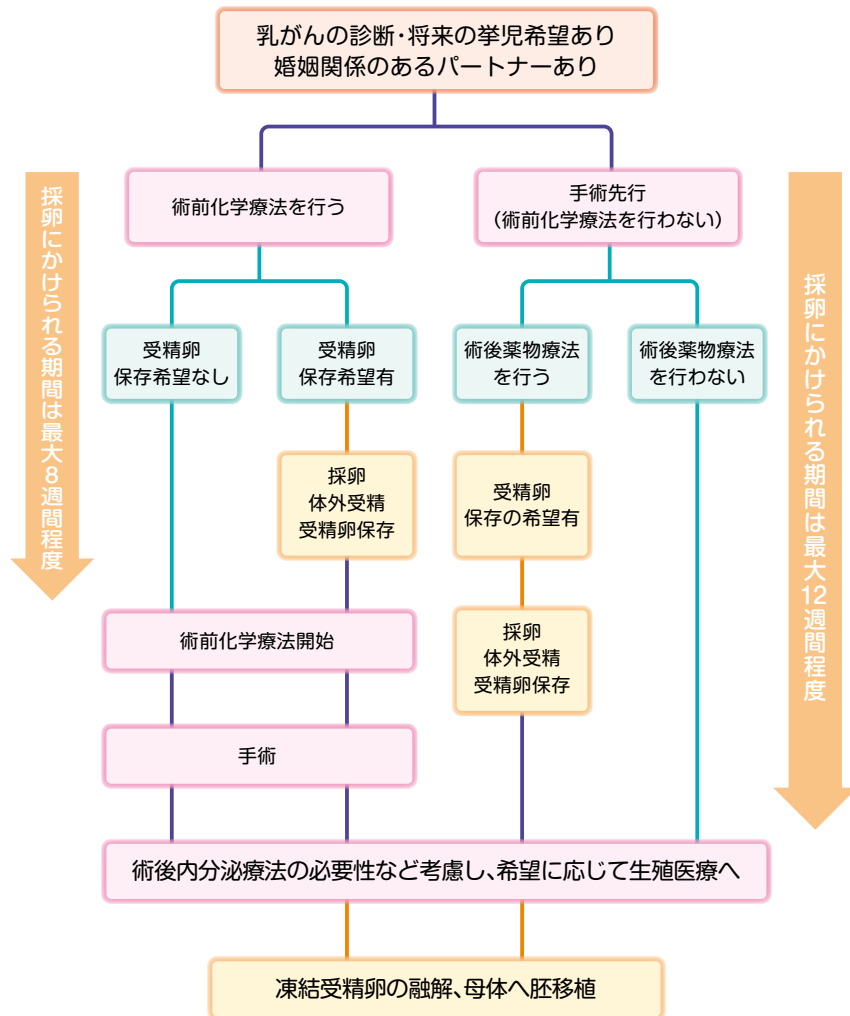 乳がんの診断・将来の挙児希望あり
婚姻関係のあるパートナーあり
採卵にかけられる期間は最大8週間程度
術前化学療法を行う
手術先行
（術前化学療法を行わない）
採卵にかけられる期間は最大12週間程度
受精卵
保存希望なし
受精卵
保存希望有
術後薬物療法
を行う
術後薬物療法
を行わない
採卵
体外受精
受精卵保存
受精卵
保存の希望有
術前化学療法開始
採卵
体外受精
受精卵保存
手術
術後内分泌療法の必要性など考慮し、希望に応じて生殖医療へ
凍結受精卵の融解、母体へ胚移植